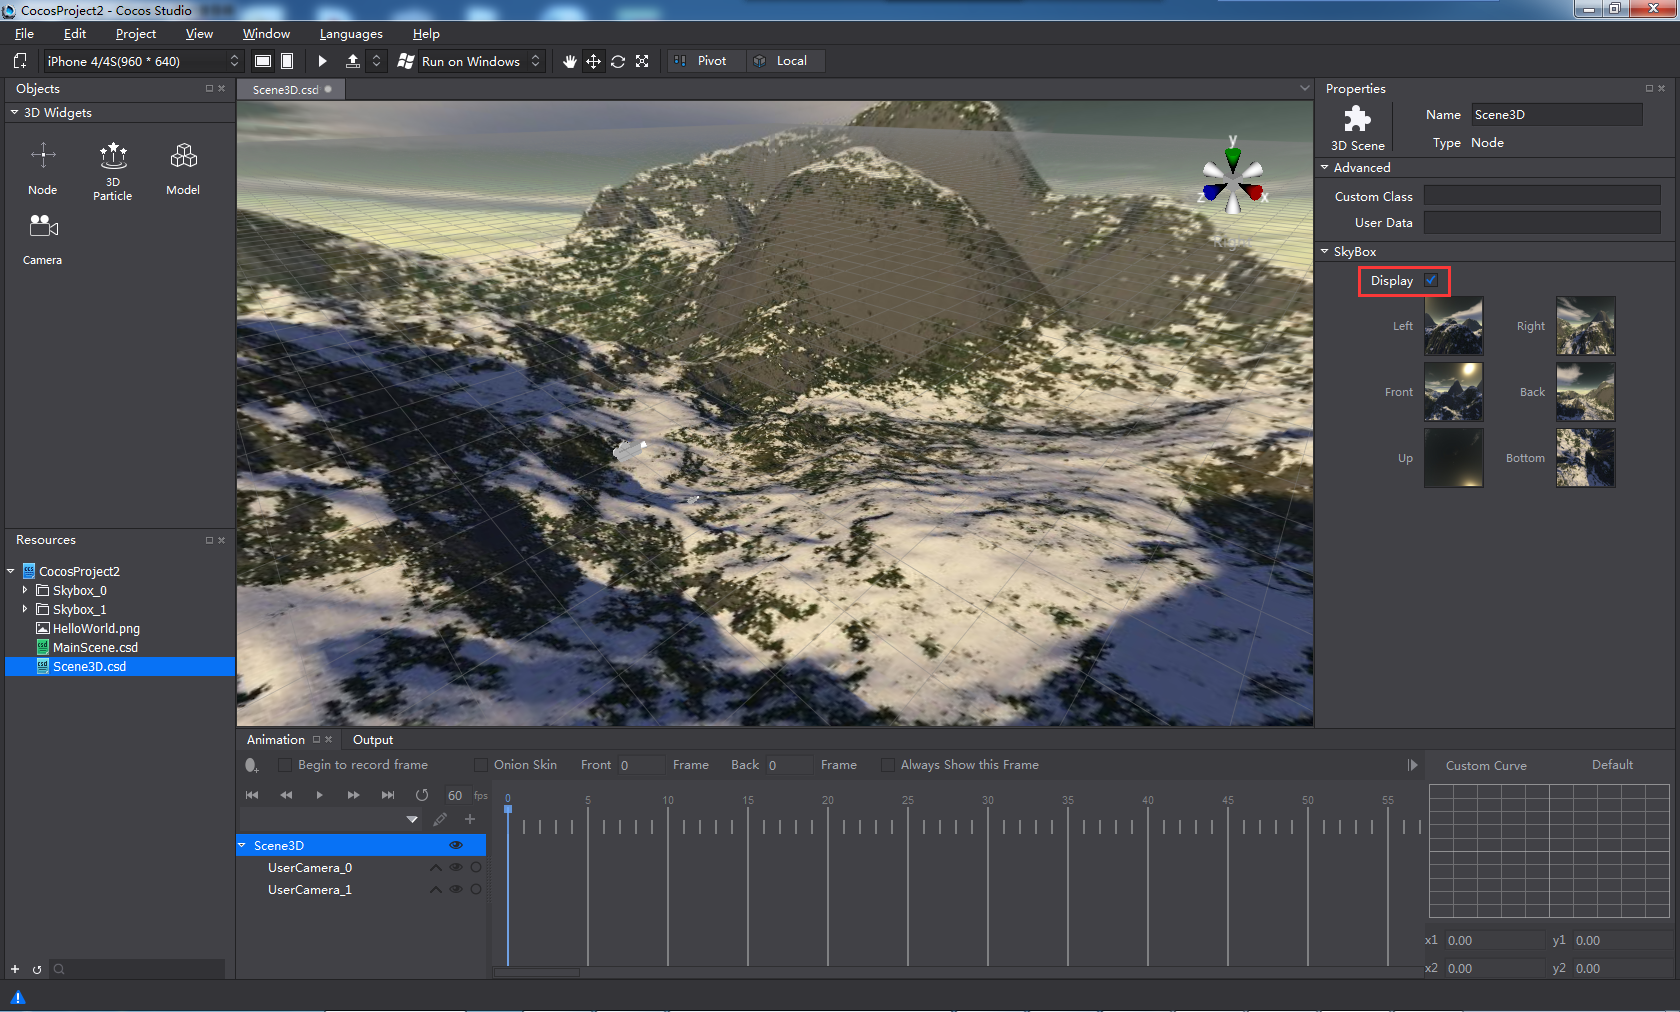 CocosProject2 - Cocos Studio
File Edit Project View Window Languages Help
iPhone 4/4S(960 * 640) Run on Windows Pivot Local
Objects
3D Widgets
Node
3D
Particle
Model
Camera
Resources
CocosProject2
Skybox_0
Skybox_1
HelloWorld.png
MainScene.csd
Scene3D.csd
Scene3D.csd
y
z
x
Properties
3D Scene
Name Scene3D
Type Node
Advanced
Custom Class
User Data
SkyBox
Display
Left Right
Front Back
Up Bottom
Animation Output
Begin to record frame Onion Skin Front 0 Frame Back 0 Frame Always Show this Frame
60 fps
0 5 10 15 20 25 30 35 40 45 50 55
Scene3D
UserCamera_0
UserCamera_1
Custom Curve Default
x1 0.00 y1 0.00
x2 0.00 y2 0.00